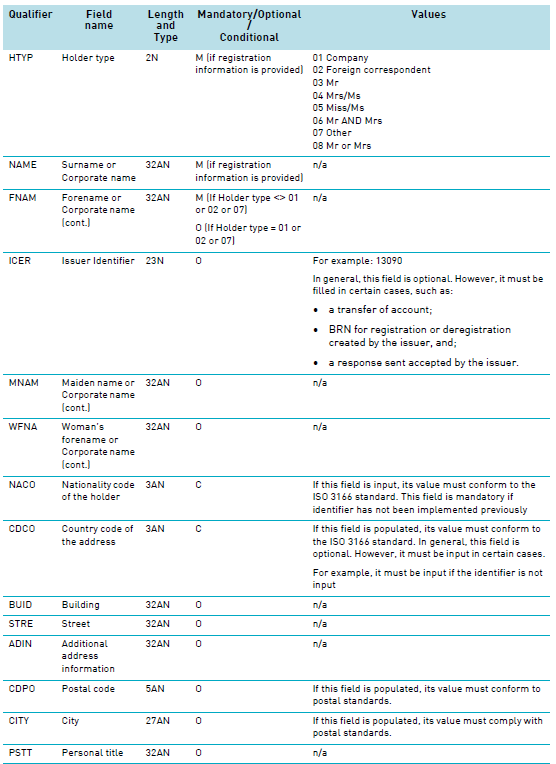 Qualifier Field name Length and Type Mandatory/Optional / Conditional Values
HTYP Holder type 2N M (if registration information is provided) 01 Company
02 Foreign correspondent
03 Mr
04 Mrs/Ms
05 Miss/Ms
06 Mr AND Mrs
07 Other
08 Mr or Mrs
NAME Surname or Corporate name 32AN M (if registration information is provided) n/a
FNAM Forename or Corporate name (cont.) 32AN M (If Holder type <> 01 or 02 or 07) n/a
O (If Holder type = 01 or 02 or 07)
ICER Issuer Identifier 23N O For example: 13090
In general, this field is optional. However, it must be
filled in certain cases, such as:
• a transfer of account;
• BRN for registration or deregistration
created by the issuer, and;
• a response sent accepted by the issuer.
MNAM Maiden name or Corporate name (cont.) 32AN O n/a
WFNA Woman's forename or Corporate name (cont.) 32AN O n/a
NACO Nationality code of the holder 3AN C If this field is input, its value must conform to the
ISO 3166 standard. This field is mandatory if
identifier has not been implemented previously
CDCO Country code of the address 3AN C If this field is populated, its value must conform to
the ISO 3166 standard. In general, this field is
optional. However, it must be input in certain cases.
For example, it must be input if the identifier is not
input
BUID Building 32AN O n/a
STRE Street 32AN O n/a
ADIN Additional address information 32AN O n/a
CDPO Postal code 5AN O If this field is populated, its value must conform to
postal standards.
CITY City 27AN O If this field is populated, its value must comply with
postal standards.
PSTT Personal title 32AN O n/a